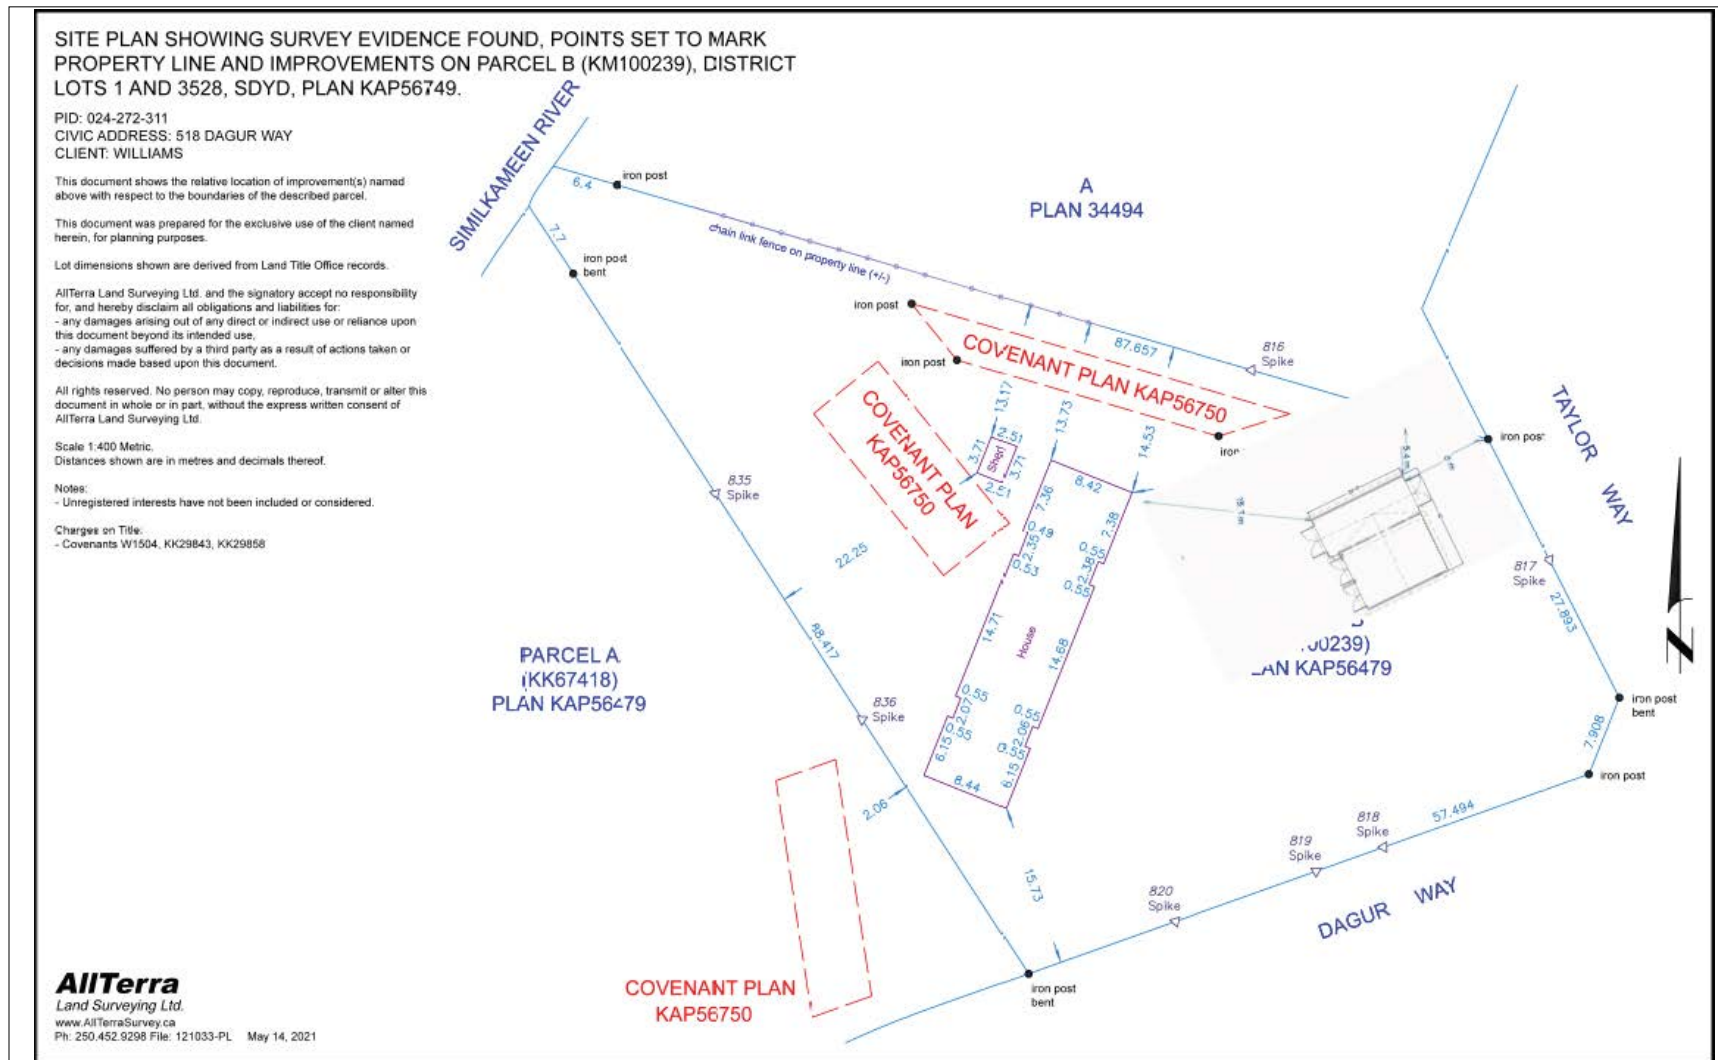 SITE PLAN SHOWING SURVEY EVIDENCE FOUND, POINTS SET TO MARK
PROPERTY LINE AND IMPROVEMENTS ON PARCEL B (KM100239), DISTRICT
LOTS 1 AND 3528, SDYD, PLAN KAP56749.
PID: 024-272-311
CIVIC ADDRESS: 518 DAGUR WAY
CLIENT: WILLIAMS
This document shows the relative location of improvement(s) named
above with respect to the boundaries of the described parcel.
This document was prepared for the exclusive use of the client named
herein, for planning purposes.
Lot dimensions shown are derived from Land Title Office records.
AllTerra Land Surveying Ltd. and the signatory accept no responsibility
for, and hereby disclaim all obligations and liabilities for:
- any damages arising out of any direct or indirect use or reliance upon
this document beyond its intended use,
- any damages suffered by a third party as a result of actions taken or
decisions made based upon this document.
All rights reserved. No person may copy, reproduce, transmit or alter this
document in whole or in part, without the express written consent of
AllTerra Land Surveying Ltd.
Scale 1:400 Metric.
Distances shown are in metres and decimals thereof.
Notes:
- Unregistered interests have not been included or considered.
Charges on Title:
- Covenants W1504, KK29843, KK29858
SIMILKAMEEN RIVER
6.4
iron post
7.7
iron post
bent
chain link fence on property line (+/-)
A
PLAN 34494
iron post
iron post
COVENANT PLAN KAP56750
87.657
816
Spike
iron
COVENANT PLAN
KAP56750
13.17
13.73
14.53
2.51
3.71
Shed
3.71
2.51
8.42
7.36
7.38
0.49
2.35
0.53
0.55
2.38
0.55
14.71
House
14.68
0.55
2.07
0.55
0.55
2.06
0.55
6.15
6.15
8.44
5.4 m
6 m
iron post
TAYLOR WAY
817
Spike
27.893
00239)
AN KAP56479
835
Spike
22.25
88.417
PARCEL A
(KK67418)
PLAN KAP56479
836
Spike
2.06
15.73
iron post
bent
7.908
iron post
57.494
818
Spike
819
Spike
820
Spike
DAGUR WAY
iron post
bent
COVENANT PLAN
KAP56750
N
AllTerra
Land Surveying Ltd.
www.AllTerraSurvey.ca
Ph: 250.452.9298 File: 121033-PL May 14, 2021